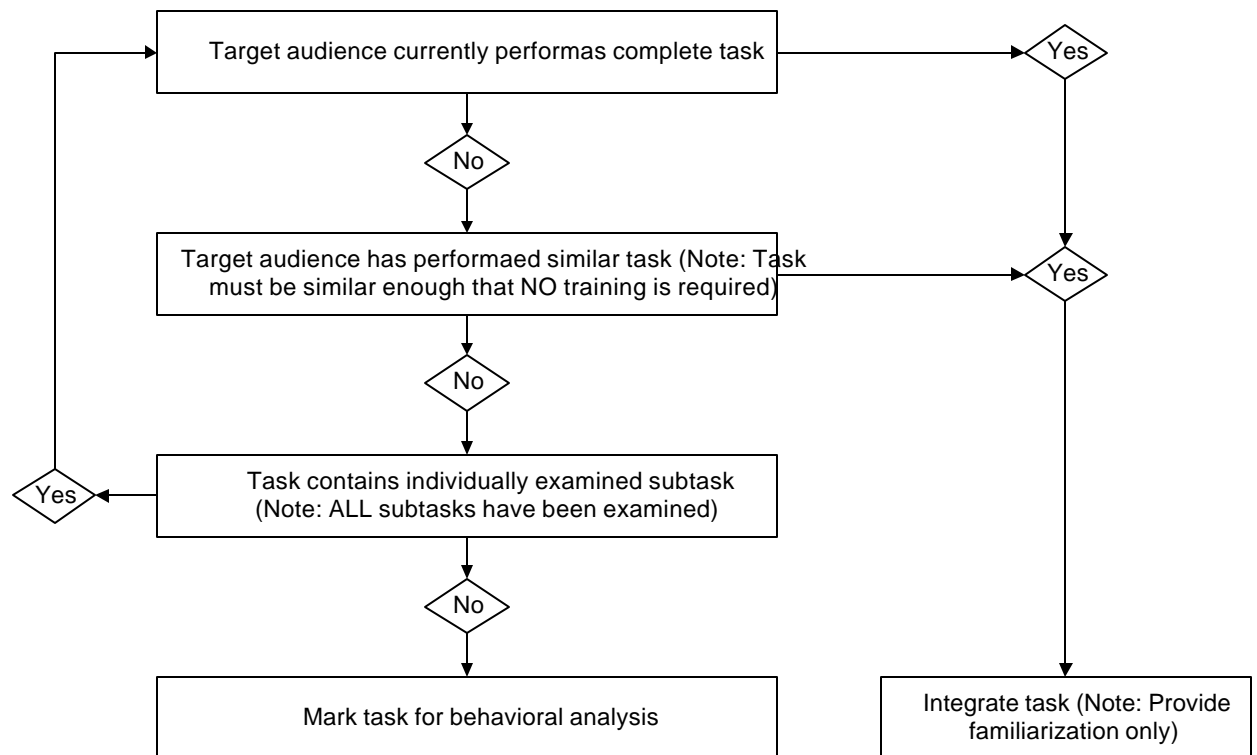 Target audience currently performas complete task
Yes
No
Target audience has performaed similar task (Note: Task
must be similar enough that NO training is required)
Yes
No
Task contains individually examined subtask
(Note: ALL subtasks have been examined)
Yes
No
Mark task for behavioral analysis
Integrate task (Note: Provide
familiarization only)